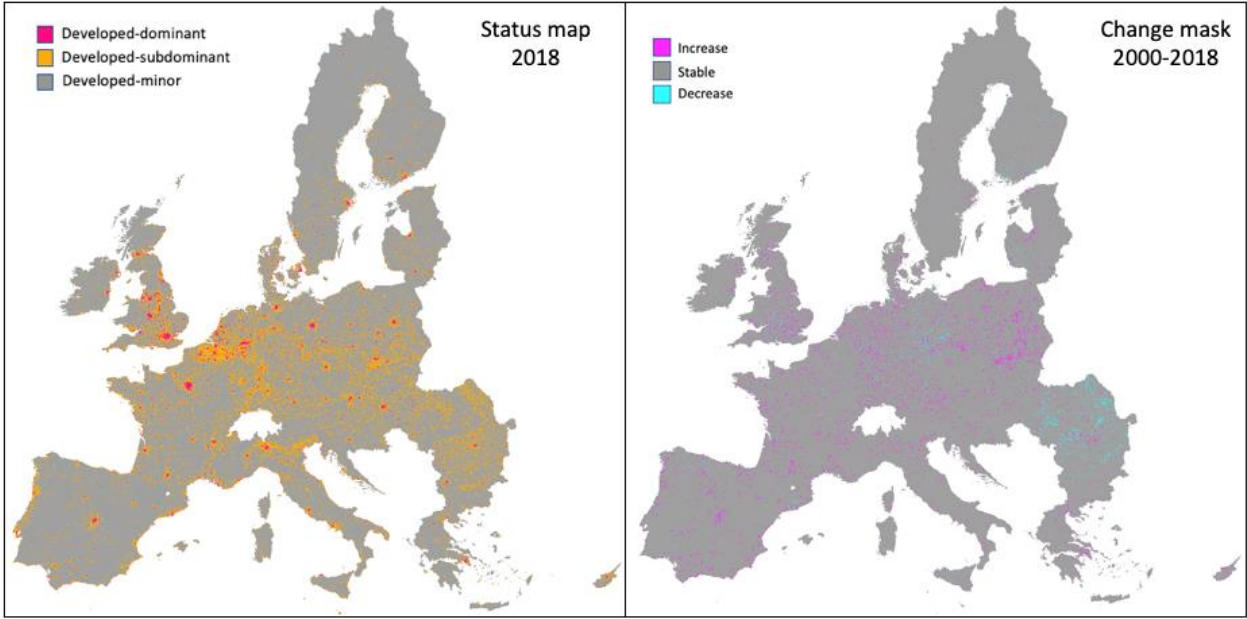 Developed-dominant
Developed-subdominant
Developed-minor
Status map
2018
Increase
Stable
Decrease
Change mask
2000-2018